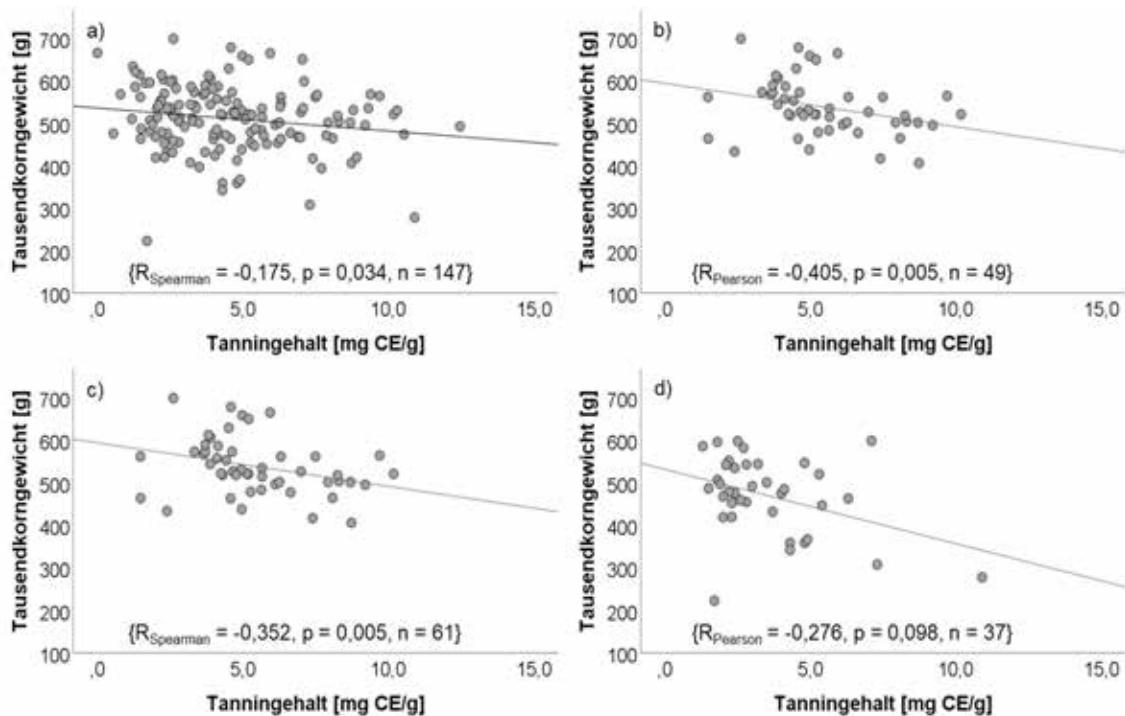 a)
Tausendkorngewicht [g]
700
600
500
400
300
200
100
{R_Spearman = -0,175, p = 0,034, n = 147}
,0 5,0 10,0 15,0
Tanningehalt [mg CE/g]
b)
Tausendkorngewicht [g]
700
600
500
400
300
200
100
{R_Pearson = -0,405, p = 0,005, n = 49}
,0 5,0 10,0 15,0
Tanningehalt [mg CE/g]
c)
Tausendkorngewicht [g]
700
600
500
400
300
200
100
{R_Spearman = -0,352, p = 0,005, n = 61}
,0 5,0 10,0 15,0
Tanningehalt [mg CE/g]
d)
Tausendkorngewicht [g]
700
600
500
400
300
200
100
{R_Pearson = -0,276, p = 0,098, n = 37}
,0 5,0 10,0 15,0
Tanningehalt [mg CE/g]